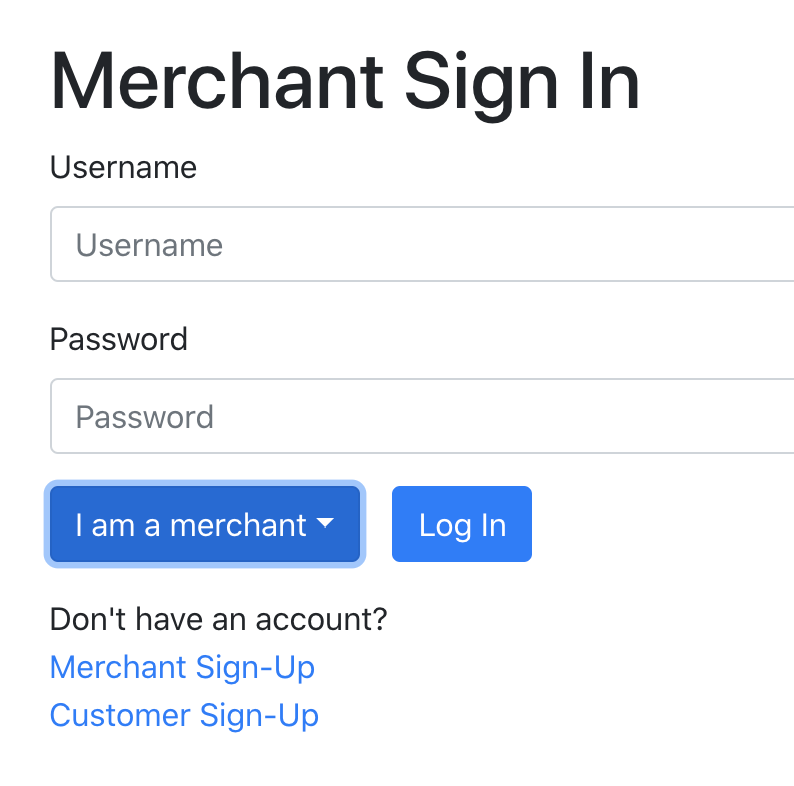 Merchant Sign In
Username
Username
Password
Password
I am a merchant Log In
Don't have an account?
Merchant Sign-Up
Customer Sign-Up